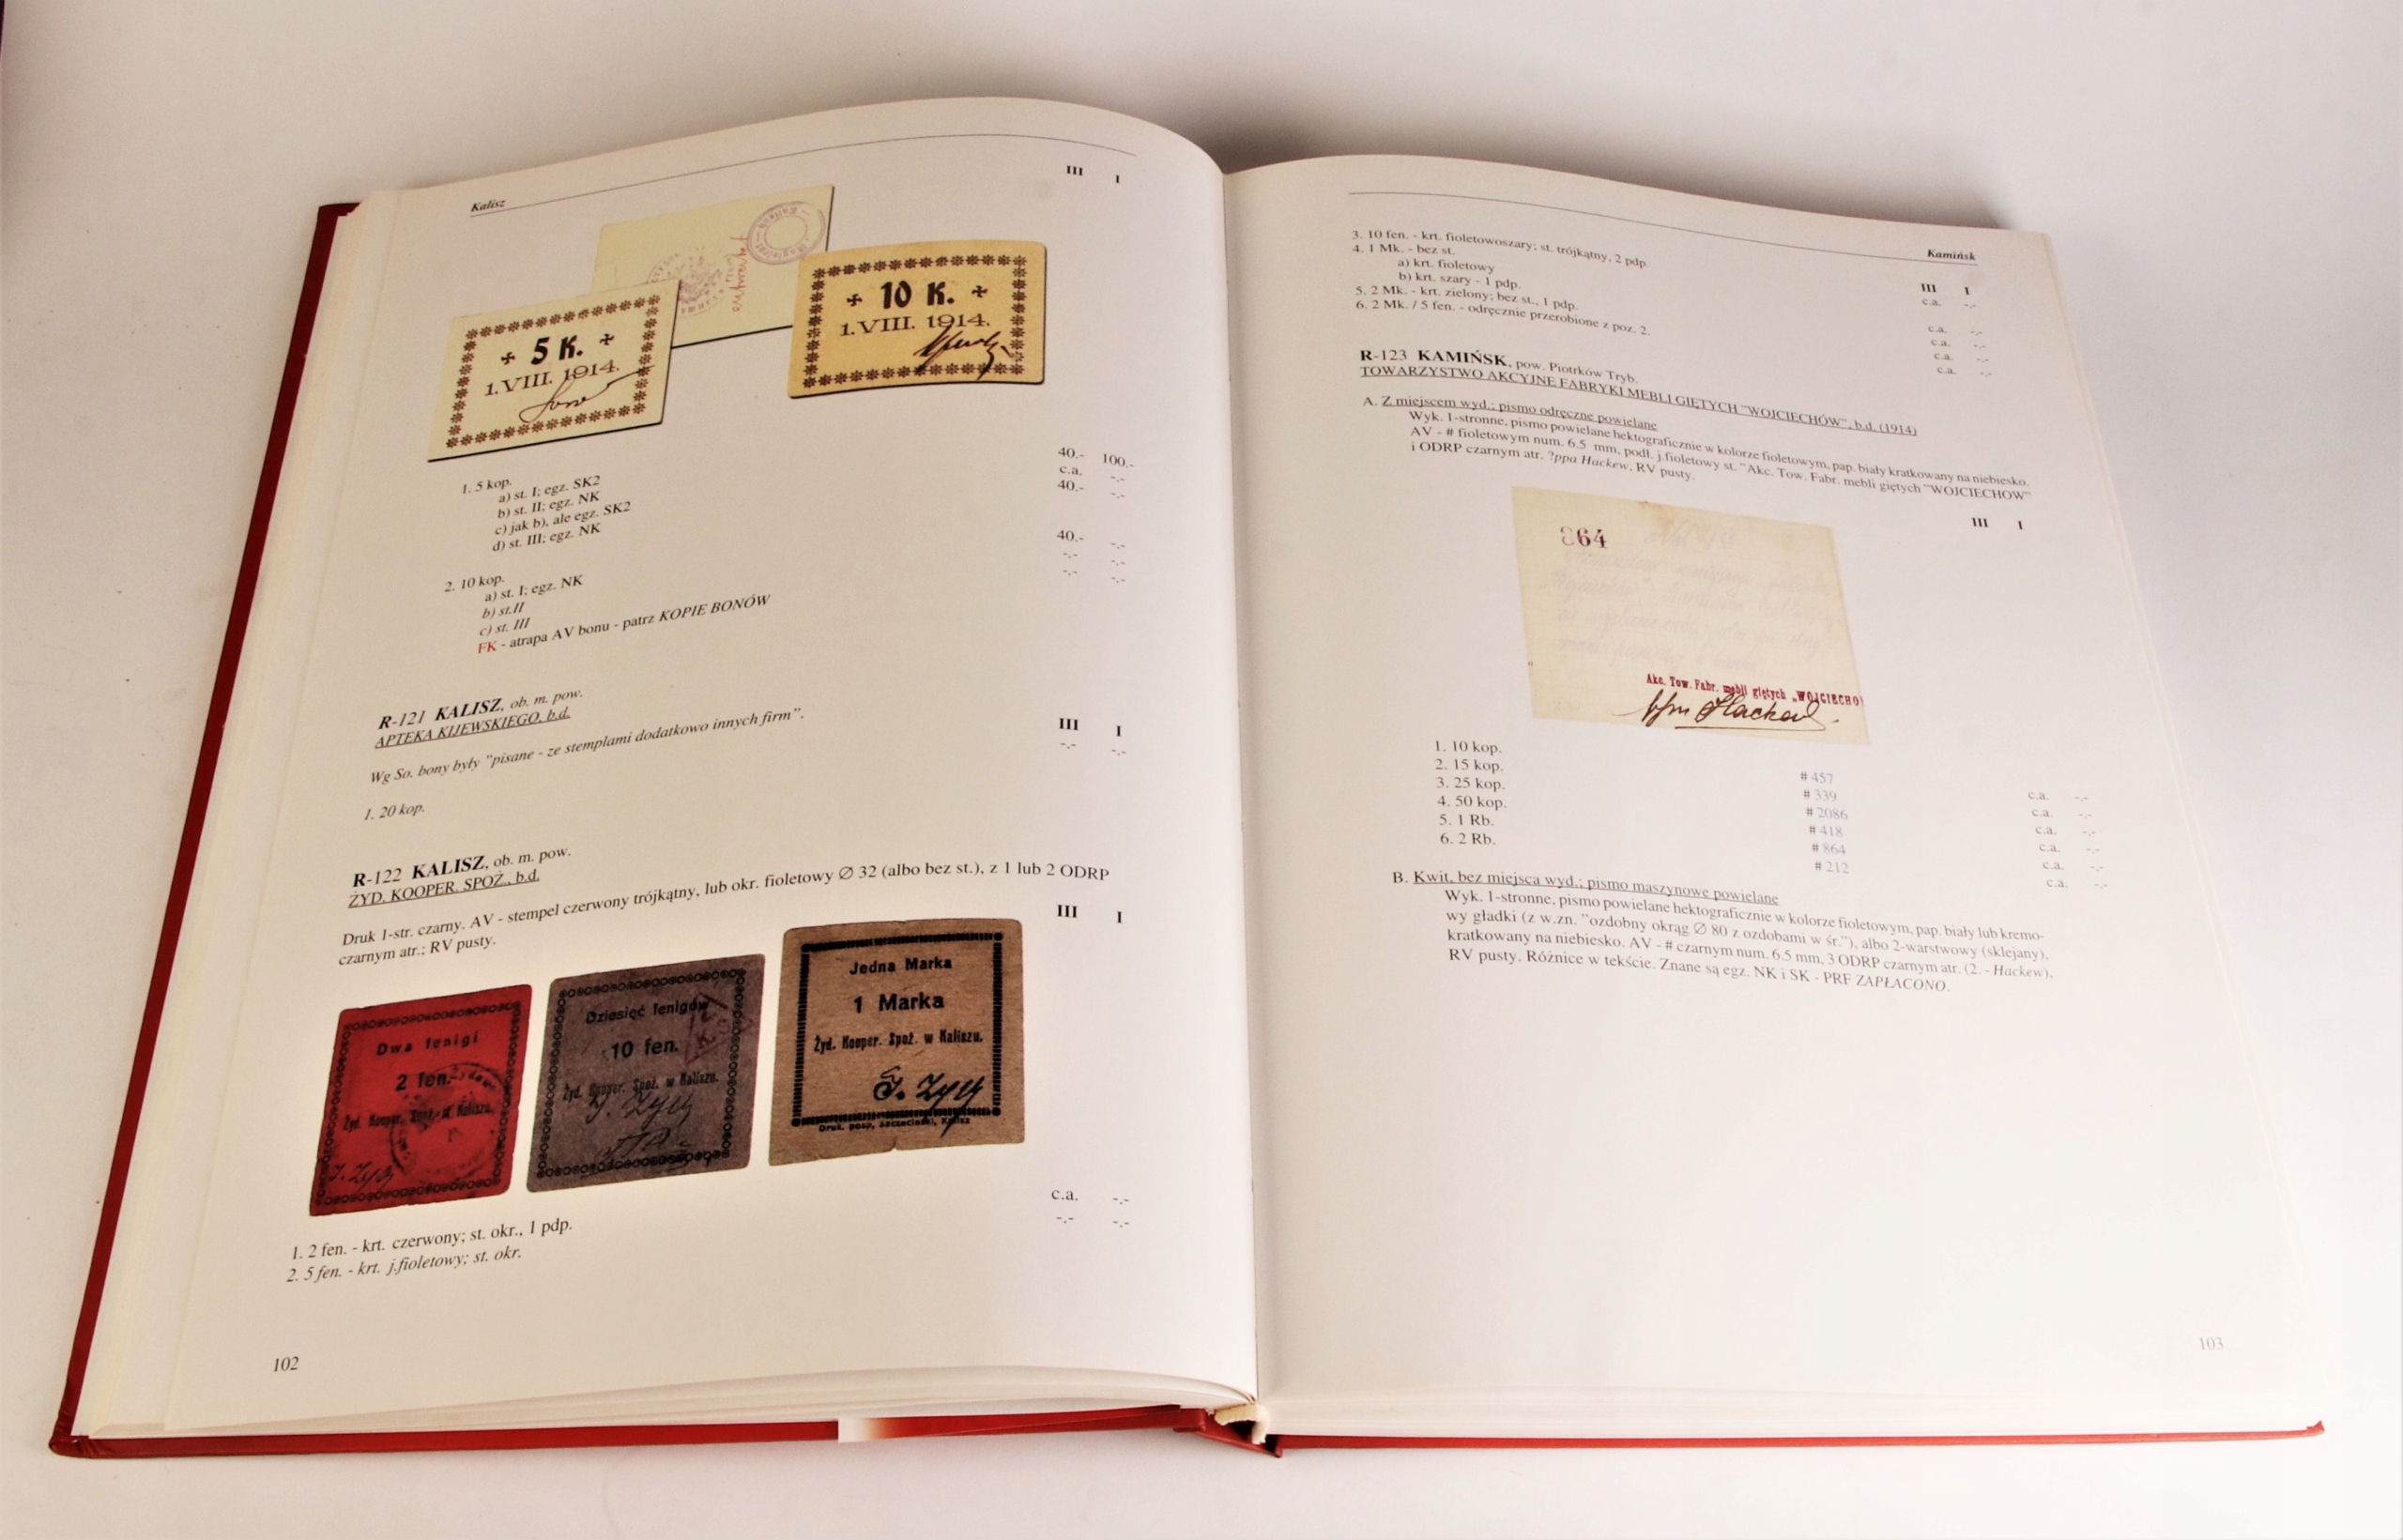 Kalisz
III I
5 K.
1.VIII. 1914.
10 K.
1.VIII. 1914.
1. 5 kop.
a) st. I; egz. SK2
b) st. II; egz. NK
c) jak b), ale egz. SK2
d) st. III; egz. NK
40.- 100.-
c.a. -.-
40.- -.-
2. 10 kop.
a) st. I; egz. NK
b) st.II
c) st. III
FK - atrapa AV bonu - patrz KOPIE BONÓW
40.- -.-
-.- -.-
-.- -.-
R-121 KALISZ, ob. m. pow.
APTEKA KIJEWSKIEGO, b.d.
Wg So. bony były "pisane - ze stemplami dodatkowo innych firm".
III I
1. 20 kop. -.- -.-
R-122 KALISZ, ob. m. pow.
ŻYD. KOOPER. SPOŻ., b.d.
Druk 1-str. czarny. AV - stempel czerwony trójkątny, lub okr. fioletowy ∅ 32 (albo bez st.), z 1 lub 2 ODRP
czarnym atr.; RV pusty.
III I
Dwa fenigi
2 fen.
Żyd. Kooper. Spoż. w Kaliszu.
Dziesięć fenigów
10 fen.
Żyd. Kooper. Spoż. w Kaliszu.
Jedna Marka
1 Marka
Żyd. Kooper. Spoż. w Kaliszu.
Druk. posp. Szczeciński, Kalisz
1. 2 fen. - krt. czerwony; st. okr., 1 pdp. c.a. -.-
2. 5 fen. - krt. j.fioletowy; st. okr. -.- -.-
102
Kamińsk
III I
3. 10 fen. - krt. fioletowoszary; st. trójkątny, 2 pdp. c.a. -.-
4. 1 Mk. - bez st.
a) krt. fioletowy c.a. -.-
b) krt. szary - 1 pdp. c.a. -.-
5. 2 Mk. - krt. zielony; bez st., 1 pdp. c.a. -.-
6. 2 Mk. / 5 fen. - odręcznie przerobione z poz. 2. c.a. -.-
R-123 KAMIŃSK, pow. Piotrków Tryb.
TOWARZYSTWO AKCYJNE FABRYKI MEBLI GIĘTYCH "WOJCIECHÓW", b.d. (1914)
A. Z miejscem wyd.; pismo odręczne powielane
Wyk. 1-stronne, pismo powielane hektograficznie w kolorze fioletowym, pap. biały kratkowany na niebiesko.
AV - # fioletowym num. 6.5 mm, podł. j.fioletowy st. "Akc. Tow. Fabr. mebli giętych "WOJCIECHOW"
i ODRP czarnym atr. ?ppa Hackew, RV pusty.
III I
864
Akc. Tow. Fabr. mebli giętych „WOJCIECHO
1. 10 kop. # 457 c.a. -.-
2. 15 kop. # 339 c.a. -.-
3. 25 kop. # 2086 c.a. -.-
4. 50 kop. # 418 c.a. -.-
5. 1 Rb. # 864 c.a. -.-
6. 2 Rb. # 212 c.a. -.-
B. Kwit, bez miejsca wyd.; pismo maszynowe powielane
Wyk. 1-stronne, pismo powielane hektograficznie w kolorze fioletowym, pap. biały lub kremo-
wy gładki (z w.zn. "ozdobny okrąg ∅ 80 z ozdobami w śr."), albo 2-warstwowy (sklejany),
kratkowany na niebiesko. AV - # czarnym num. 6.5 mm, 3 ODRP czarnym atr. (2. - Hackew),
RV pusty. Różnice w tekście. Znane są egz. NK i SK - PRF ZAPŁACONO.
103